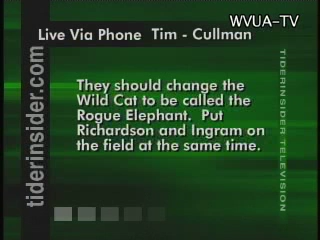 WVUA-TV
Live Via Phone Tim - Cullman
They should change the
Wild Cat to be called the
Rogue Elephant. Put
Richardson and Ingram on
the field at the same time.
tiderinsider.com
TIDERINSIDER TELEVISION